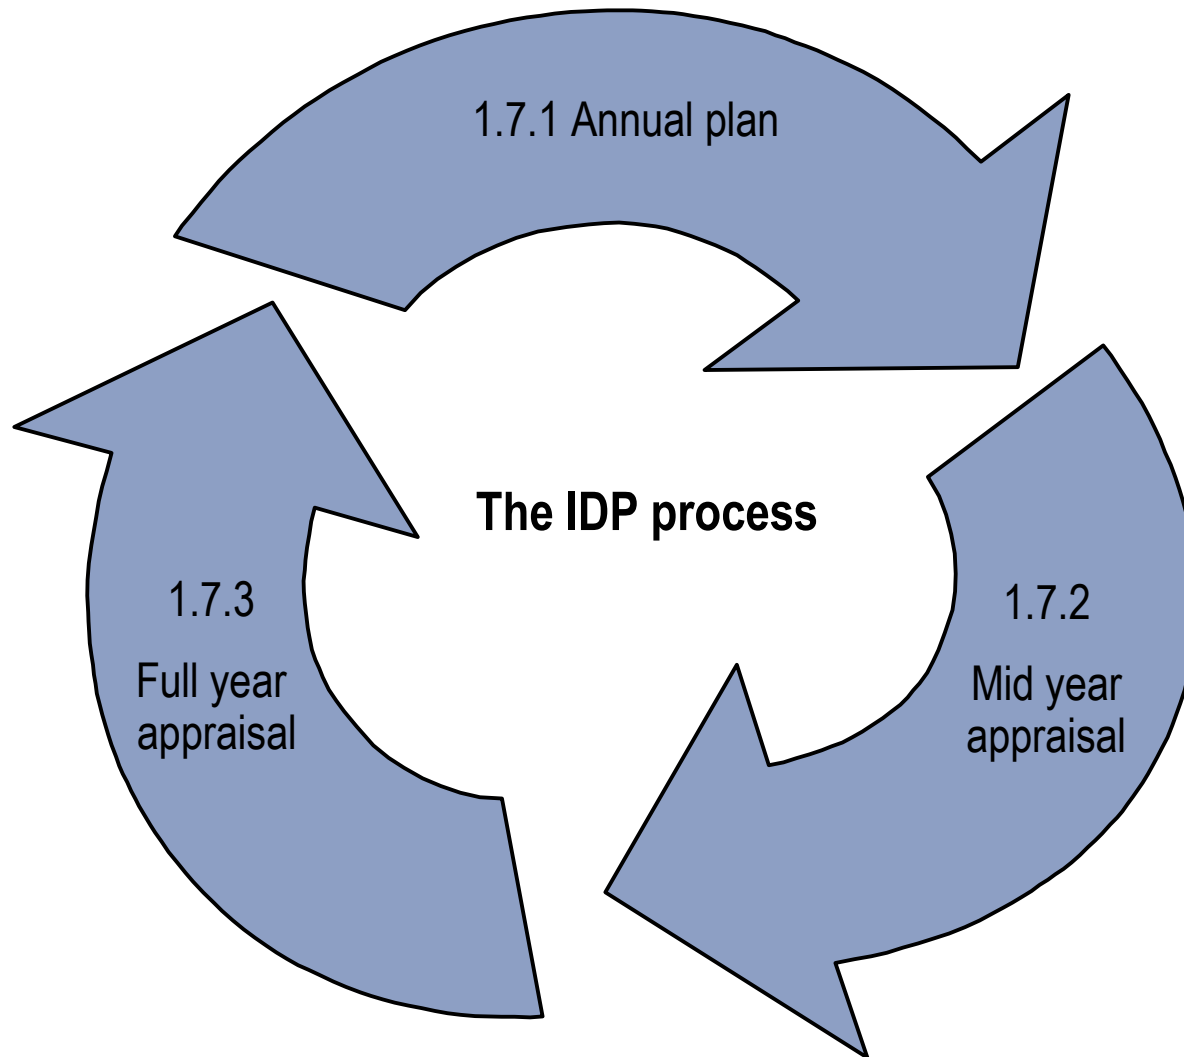 1.7.1 Annual plan
The IDP process
1.7.2
Mid year
appraisal
1.7.3
Full year
appraisal